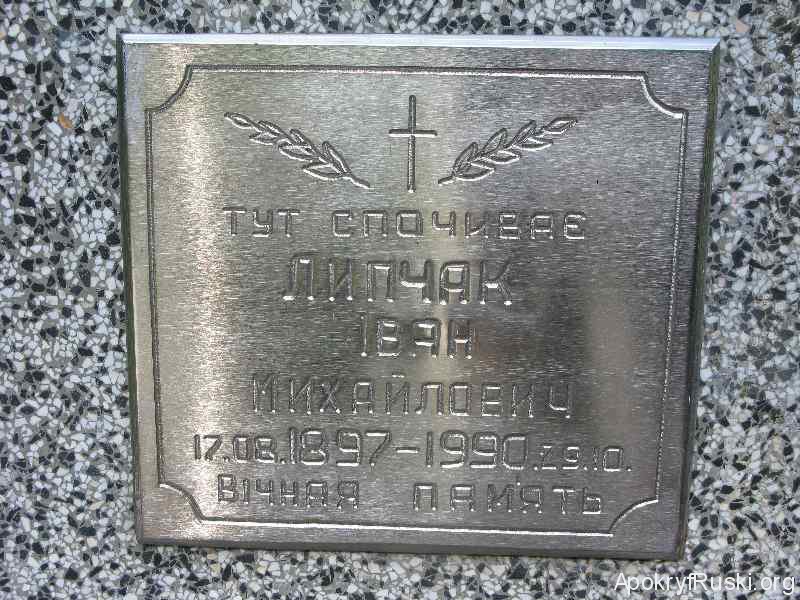 ТУТ СПОЧИВАЄ
ЛИПЧАК
ІВАН
МИХАЙЛОВИЧ
17.08.1897-1990.29.10.
ВІЧНАЯ ПАМ'ЯТЬ
ApokryfRuski.org